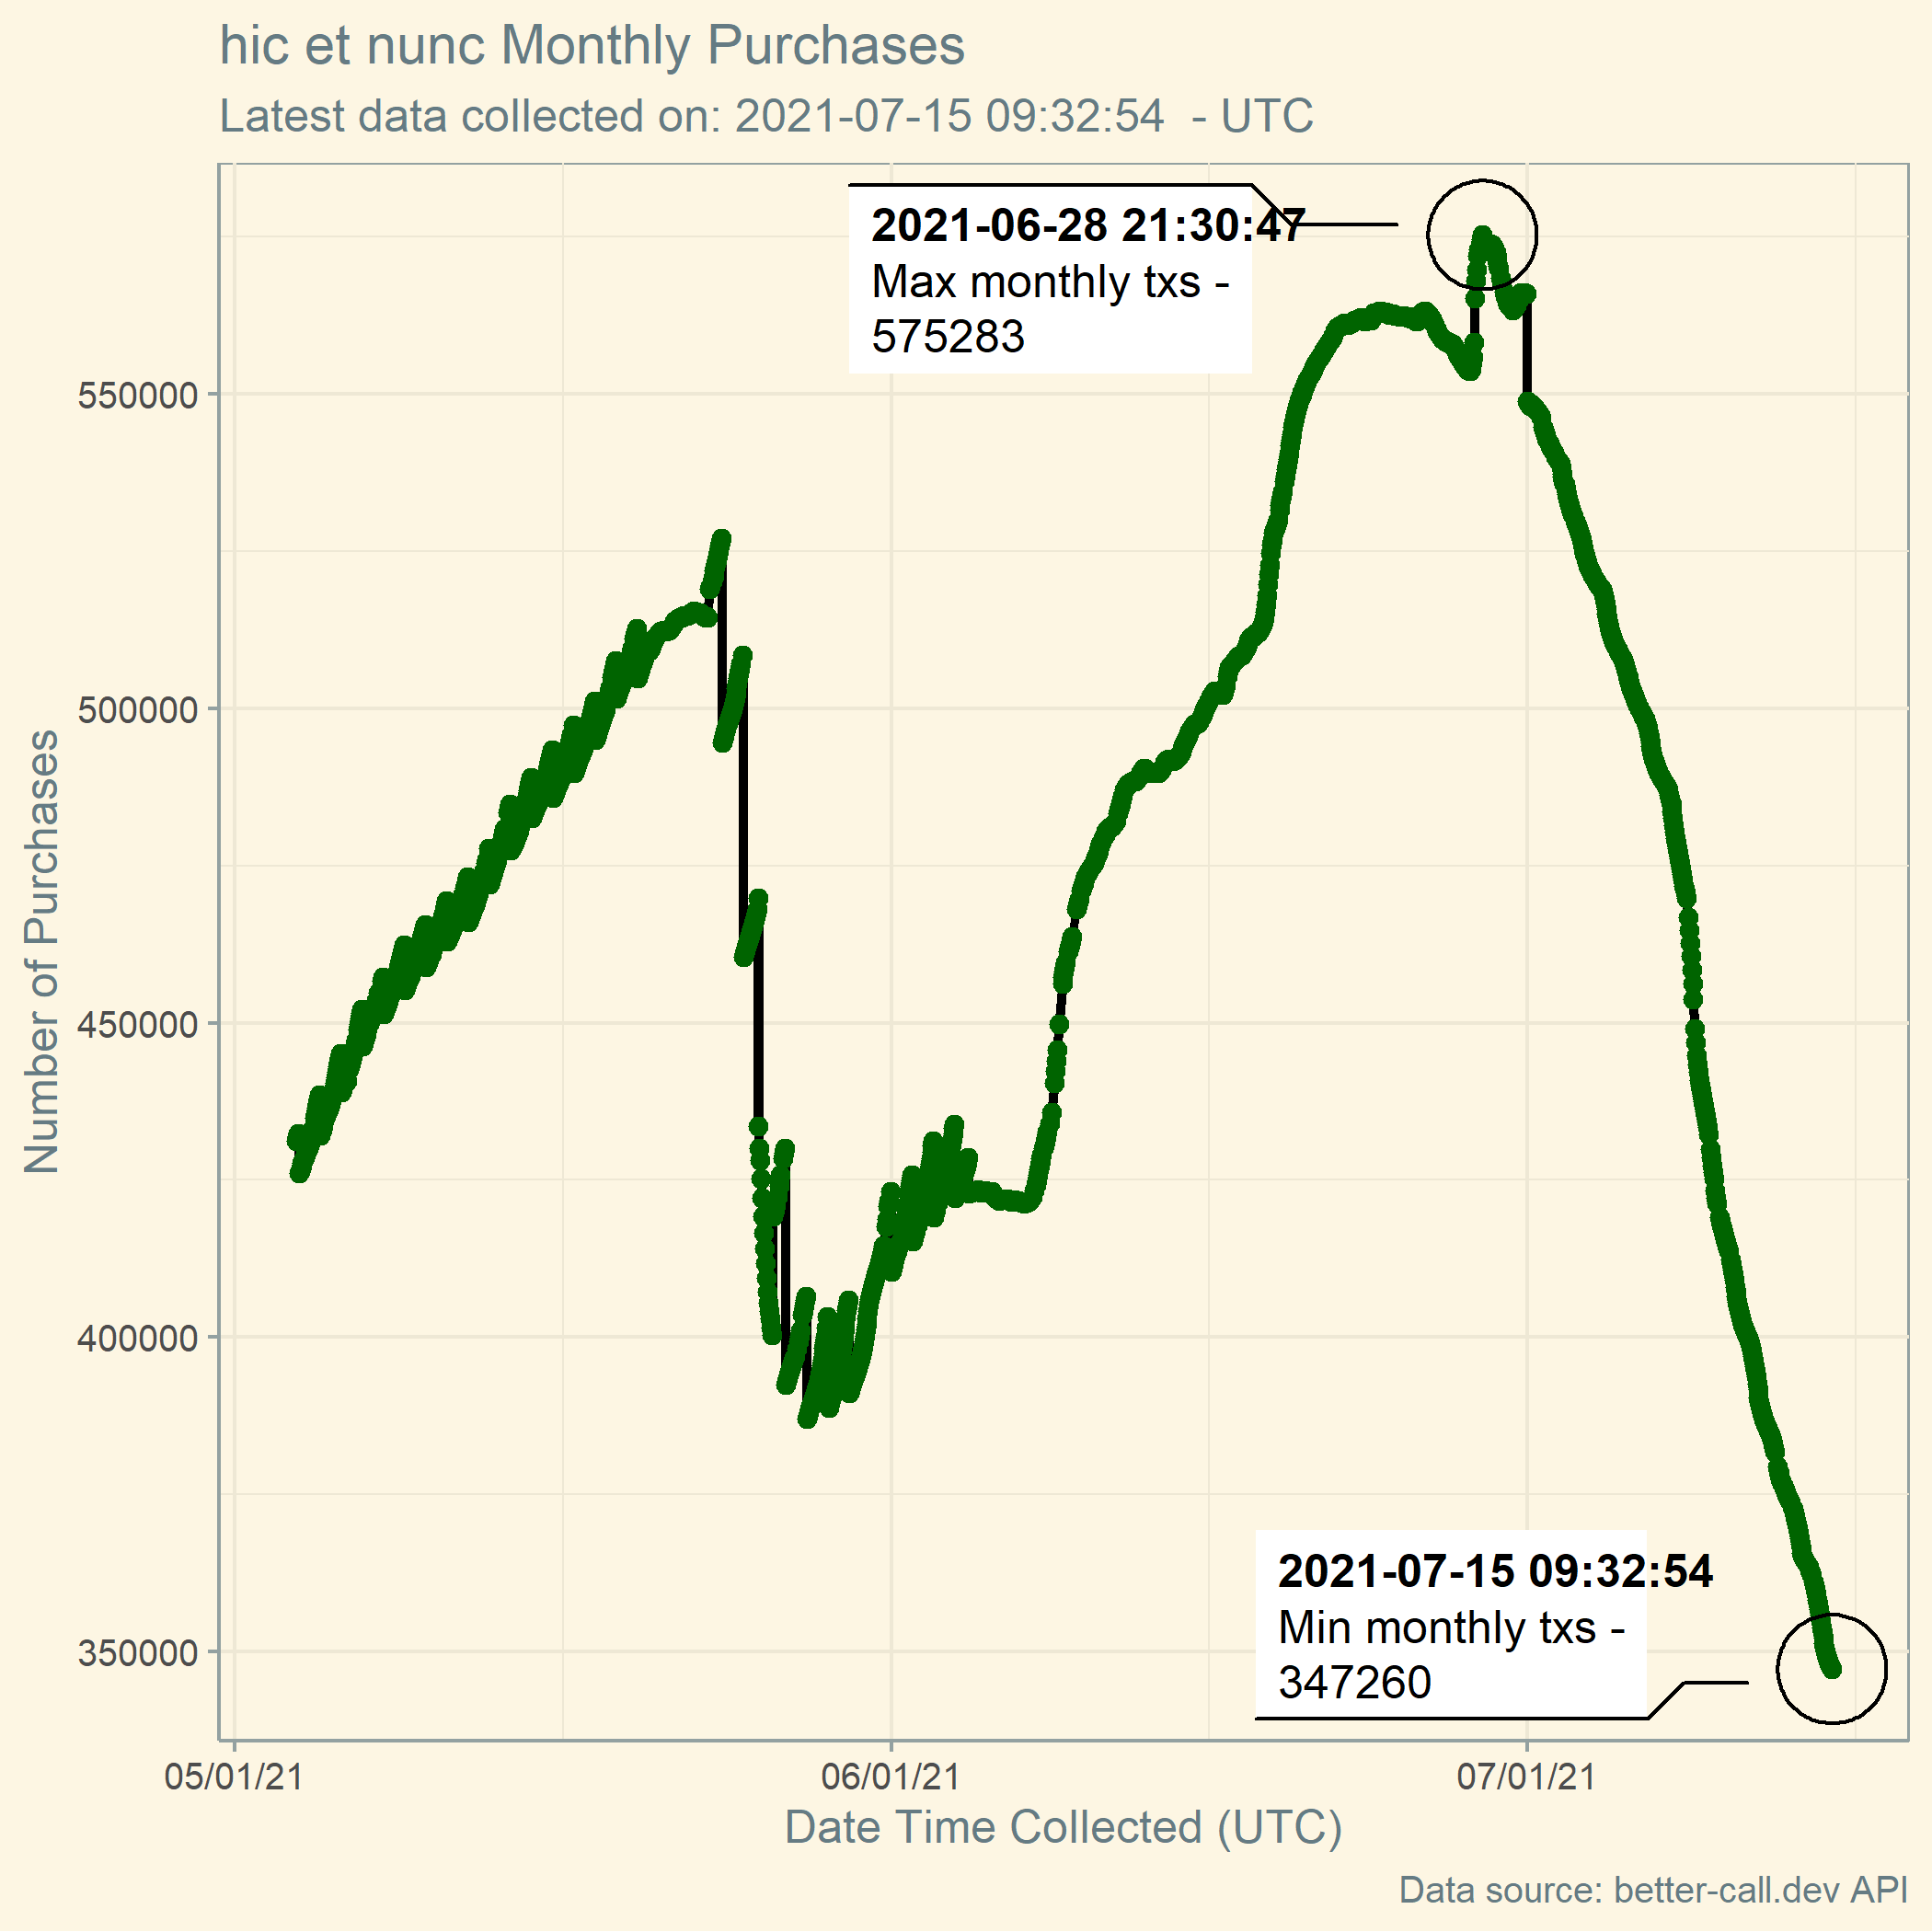 hic et nunc Monthly Purchases
Latest data collected on: 2021-07-15 09:32:54  - UTC
2021-06-28 21:30:47
Max monthly txs -
575283
550000
500000
450000
400000
350000
Number of Purchases
2021-07-15 09:32:54
Min monthly txs -
347260
05/01/21
06/01/21
07/01/21
Date Time Collected (UTC)
Data source: better-call.dev API